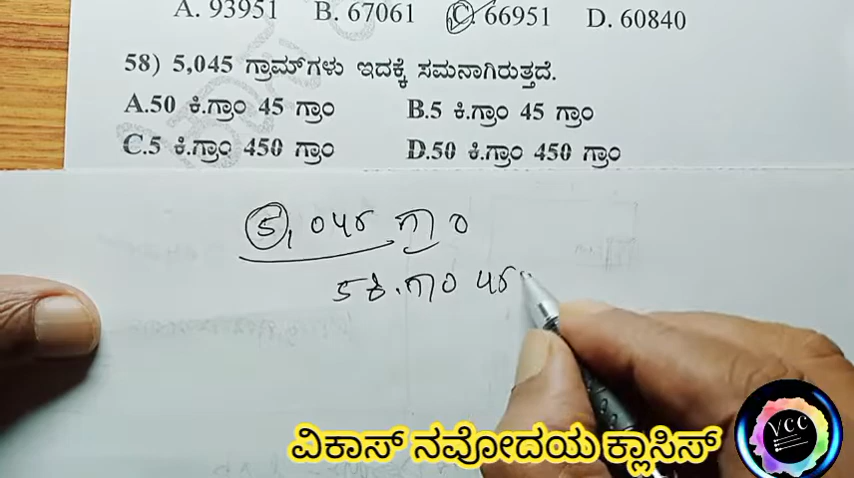 A. 93951 B. 67061 C. 66951 D. 60840
58) 5,045 ಗ್ರಾಮ್‌ಗಳು ಇದಕ್ಕೆ ಸಮನಾಗಿರುತ್ತದೆ.
A.50 ಕಿ.ಗ್ರಾಂ 45 ಗ್ರಾಂ B.5 ಕಿ.ಗ್ರಾಂ 45 ಗ್ರಾಂ
C.5 ಕಿ.ಗ್ರಾಂ 450 ಗ್ರಾಂ D.50 ಕಿ.ಗ್ರಾಂ 450 ಗ್ರಾಂ
5, 045 ಗ್ರಾಂ
5 ಕಿ.ಗ್ರಾಂ 45
ವಿಕಾಸ್ ನವೋದಯ ಕ್ಲಾಸಿಸ್
VCC